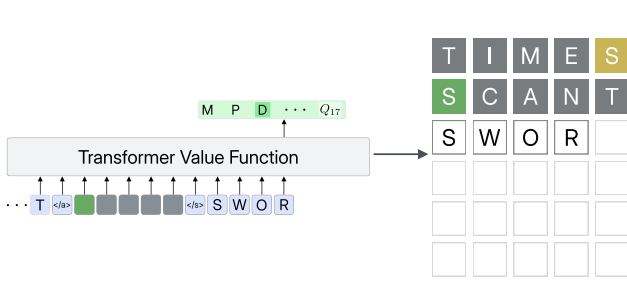 M P D ... Q17
Transformer Value Function
... T </a> </s> S W O R
T I M E S
S C A N T
S W O R